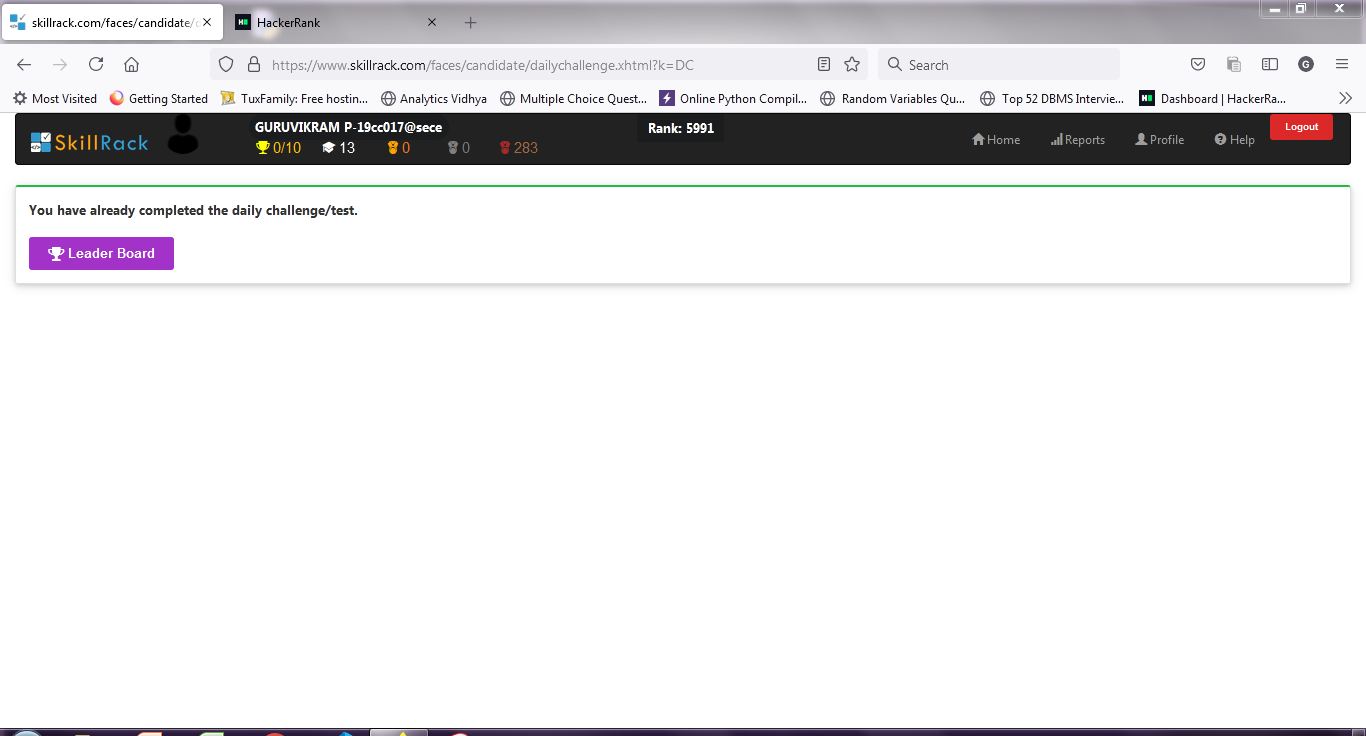 skillrack.com/faces/candidate/
HackerRank
https://www.skillrack.com/faces/candidate/dailychallenge.xhtml?k=DC
Search
G
Most Visited
Getting Started
TuxFamily: Free hostin...
Analytics Vidhya
Multiple Choice Quest...
Online Python Compil...
Random Variables Qu...
Top 52 DBMS Intervie...
Dashboard | HackerRa...
SkillRack
GURUVIKRAM P-19cc017@sece
0/10 13 0 0 283
Rank: 5991
Home
Reports
Profile
Help
Logout
You have already completed the daily challenge/test.
Leader Board